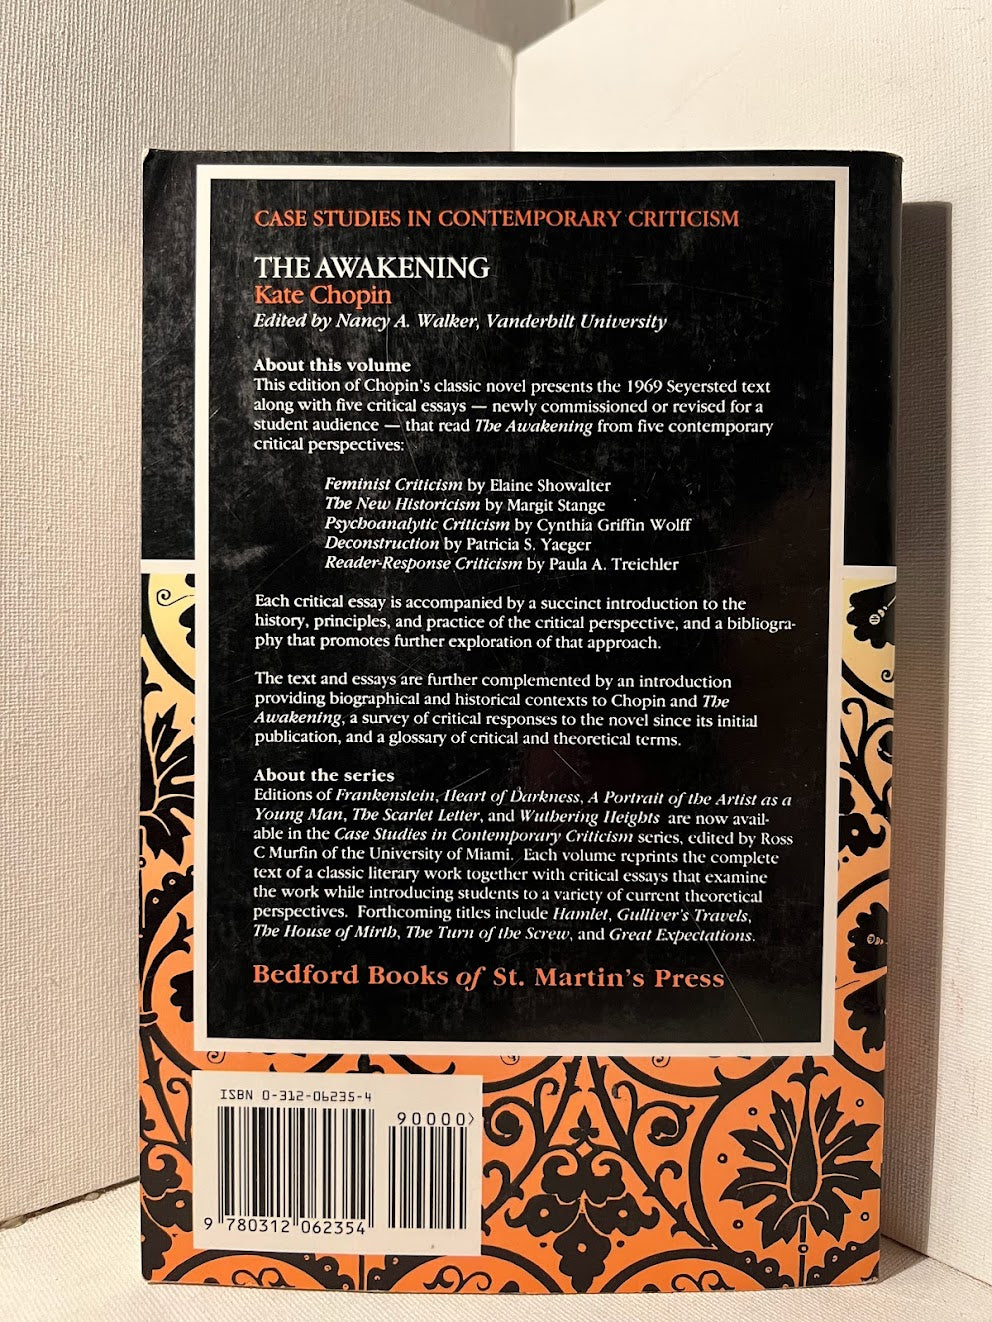 CASE STUDIES IN CONTEMPORARY CRITICISM
THE AWAKENING
Kate Chopin
Edited by Nancy A. Walker, Vanderbilt University
About this volume
This edition of Chopin's classic novel presents the 1969 Seyersted text
along with five critical essays — newly commissioned or revised for a
student audience — that read The Awakening from five contemporary
critical perspectives:
Feminist Criticism by Elaine Showalter
The New Historicism by Margit Stange
Psychoanalytic Criticism by Cynthia Griffin Wolff
Deconstruction by Patricia S. Yaeger
Reader-Response Criticism by Paula A. Treichler
Each critical essay is accompanied by a succinct introduction to the
history, principles, and practice of the critical perspective, and a bibliogra-
phy that promotes further exploration of that approach.
The text and essays are further complemented by an introduction
providing biographical and historical contexts to Chopin and The
Awakening, a survey of critical responses to the novel since its initial
publication, and a glossary of critical and theoretical terms.
About the series
Editions of Frankenstein, Heart of Darkness, A Portrait of the Artist as a
Young Man, The Scarlet Letter, and Wuthering Heights are now avail-
able in the Case Studies in Contemporary Criticism series, edited by Ross
C Murfin of the University of Miami. Each volume reprints the complete
text of a classic literary work together with critical essays that examine
the work while introducing students to a variety of current theoretical
perspectives. Forthcoming titles include Hamlet, Gulliver's Travels,
The House of Mirth, The Turn of the Screw, and Great Expectations.
Bedford Books of St. Martin's Press
ISBN 0-312-06235-4
90000>
9 780312 062354